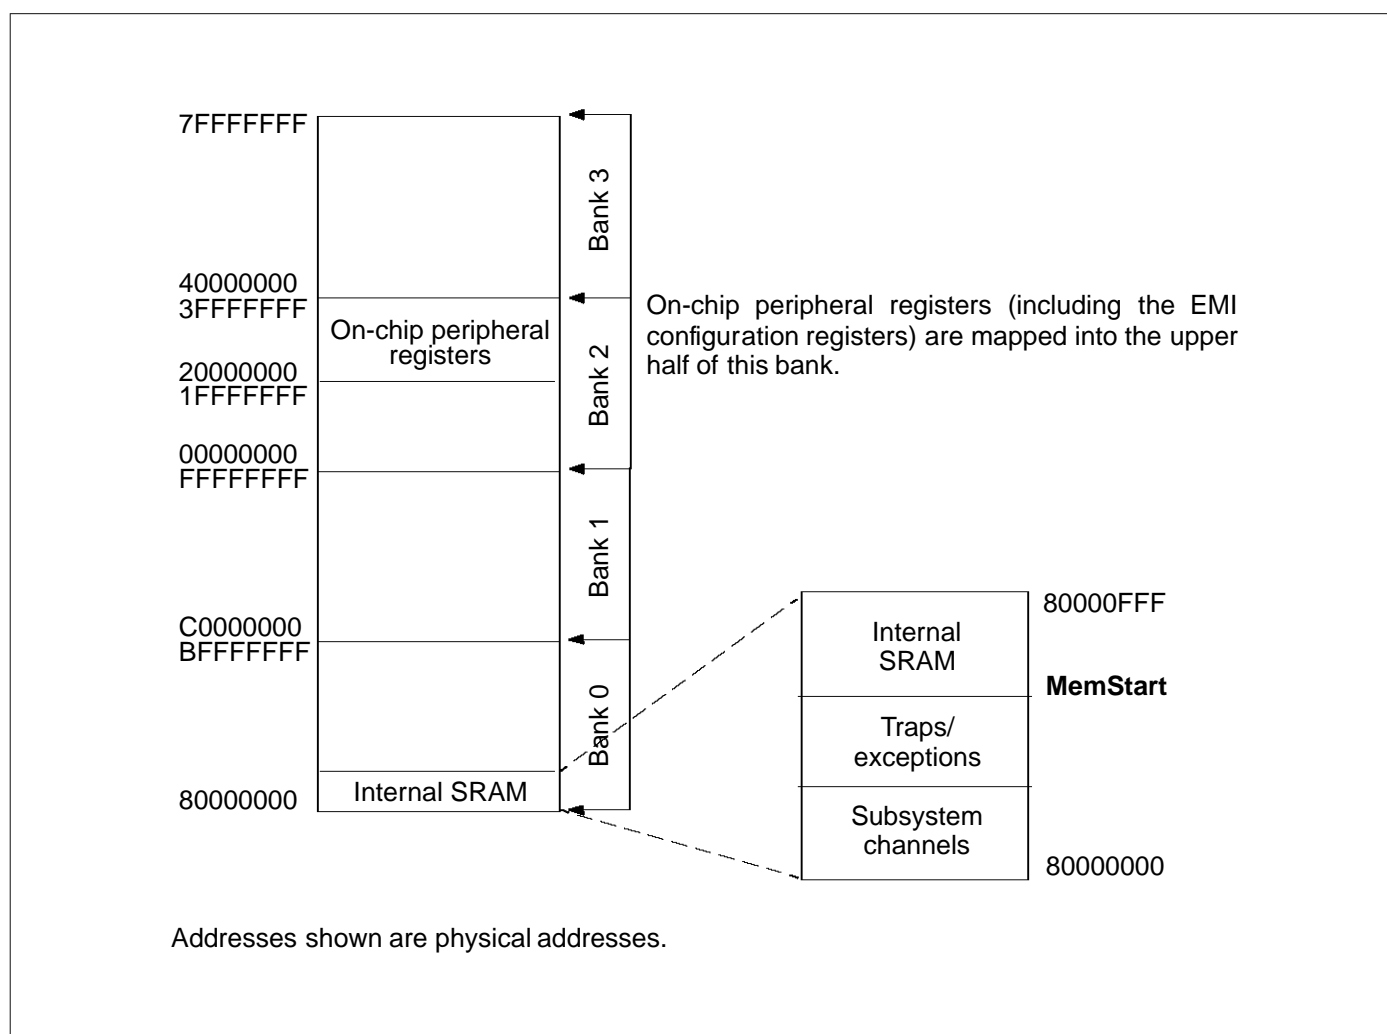 7FFFFFFF
Bank 3
40000000
3FFFFFFF
On-chip peripheral
registers
20000000
1FFFFFFF
Bank 2
On-chip peripheral registers (including the EMI
configuration registers) are mapped into the upper
half of this bank.
00000000
FFFFFFFF
Bank 1
C0000000
BFFFFFFF
Bank 0
Internal SRAM
80000000
80000FFF
Internal
SRAM
MemStart
Traps/
exceptions
Subsystem
channels
80000000
Addresses shown are physical addresses.